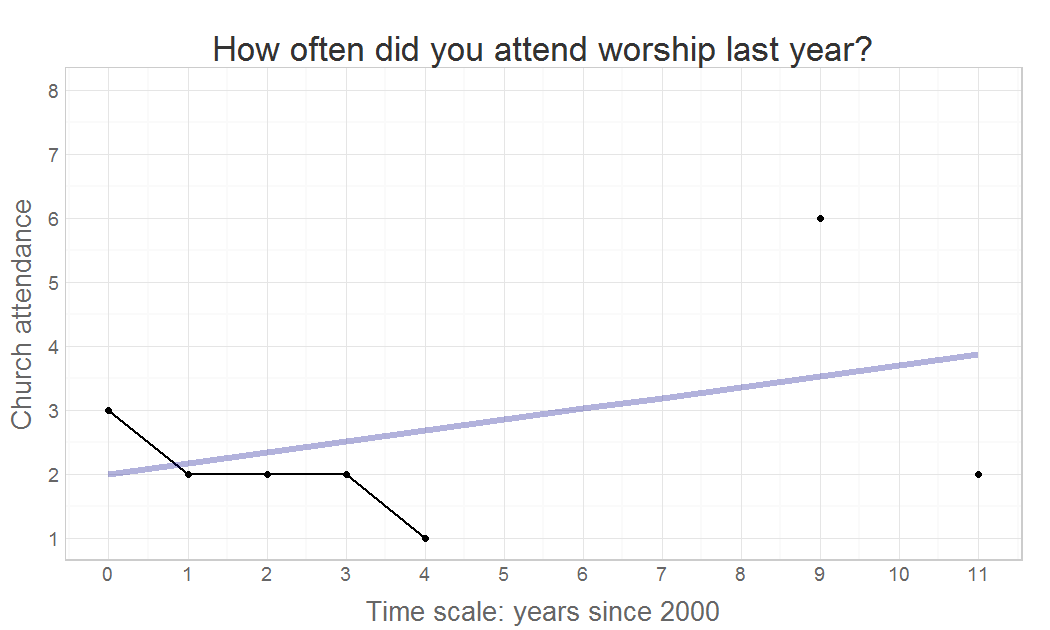 How often did you attend worship last year?
Church attendance
8
7
6
5
4
3
2
1
0 1 2 3 4 5 6 7 8 9 10 11
Time scale: years since 2000